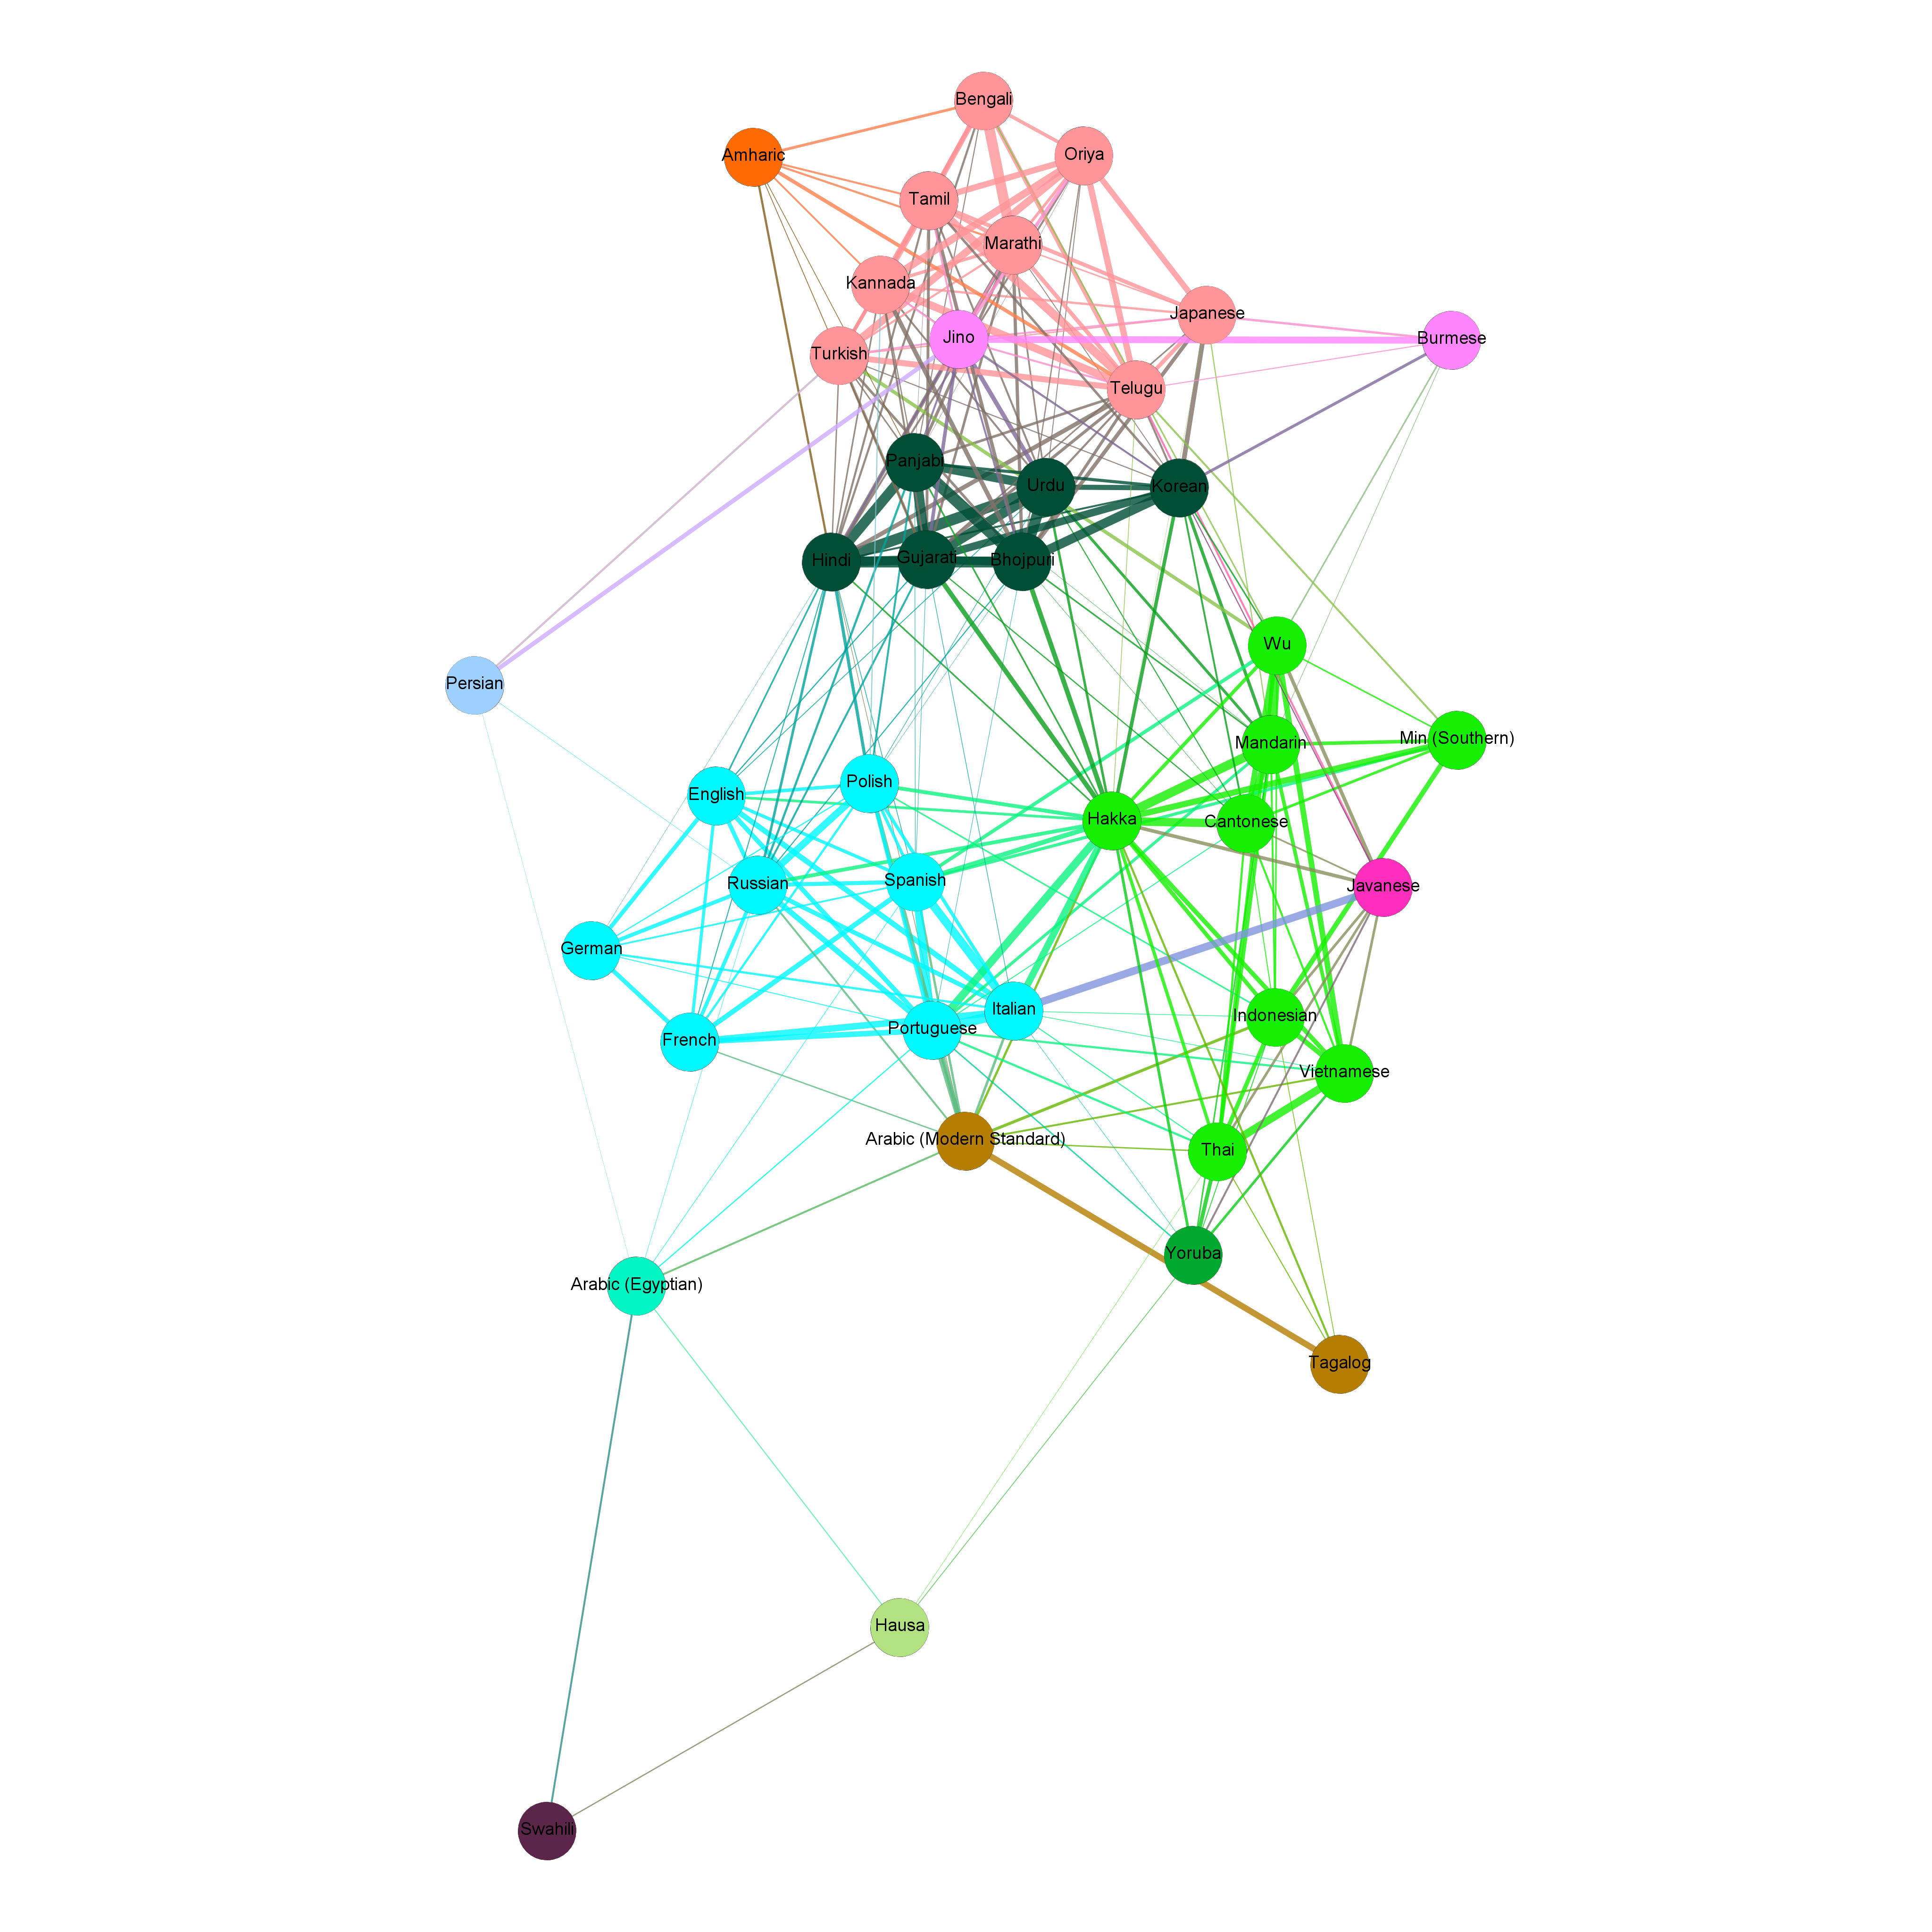 Bengali
Oriya
Amharic
Tamil
Marathi
Kannada
Japanese
Jino
Burmese
Turkish
Telugu
Panjabi
Urdu
Korean
Hindi
Gujarati
Bhojpuri
Wu
Persian
Min (Southern)
Mandarin
Polish
English
Hakka
Cantonese
Spanish
Russian
Javanese
German
Italian
Indonesian
Portuguese
French
Vietnamese
Arabic (Modern Standard)
Thai
Yoruba
Arabic (Egyptian)
Tagalog
Hausa
Swahili